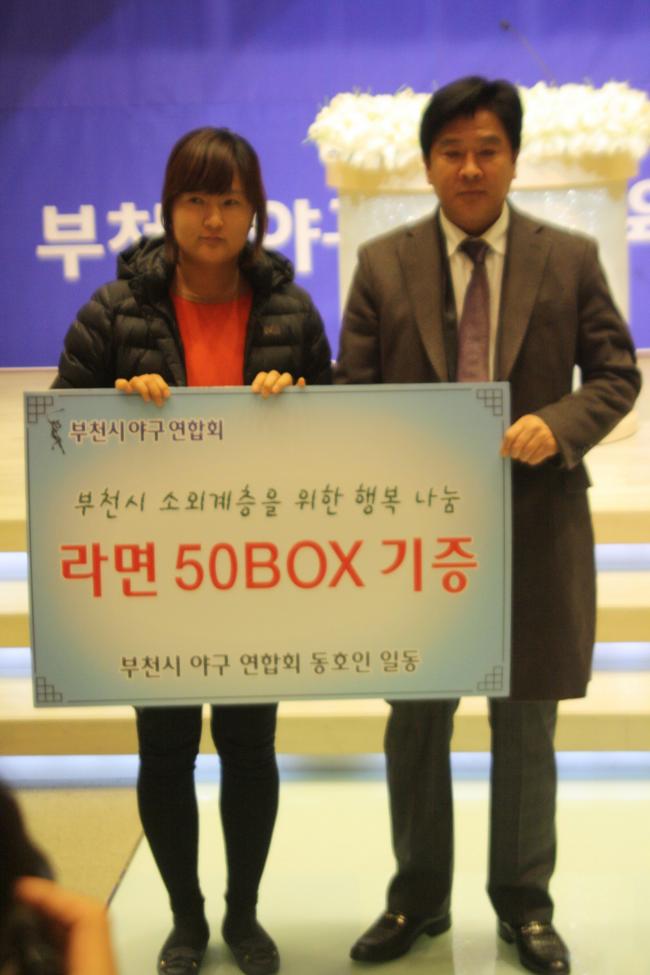 부천 야구
부천시야구연합회
부천시 소외계층을 위한 행복 나눔
라면 50BOX 기증
부천시 야구 연합회 동호인 일동